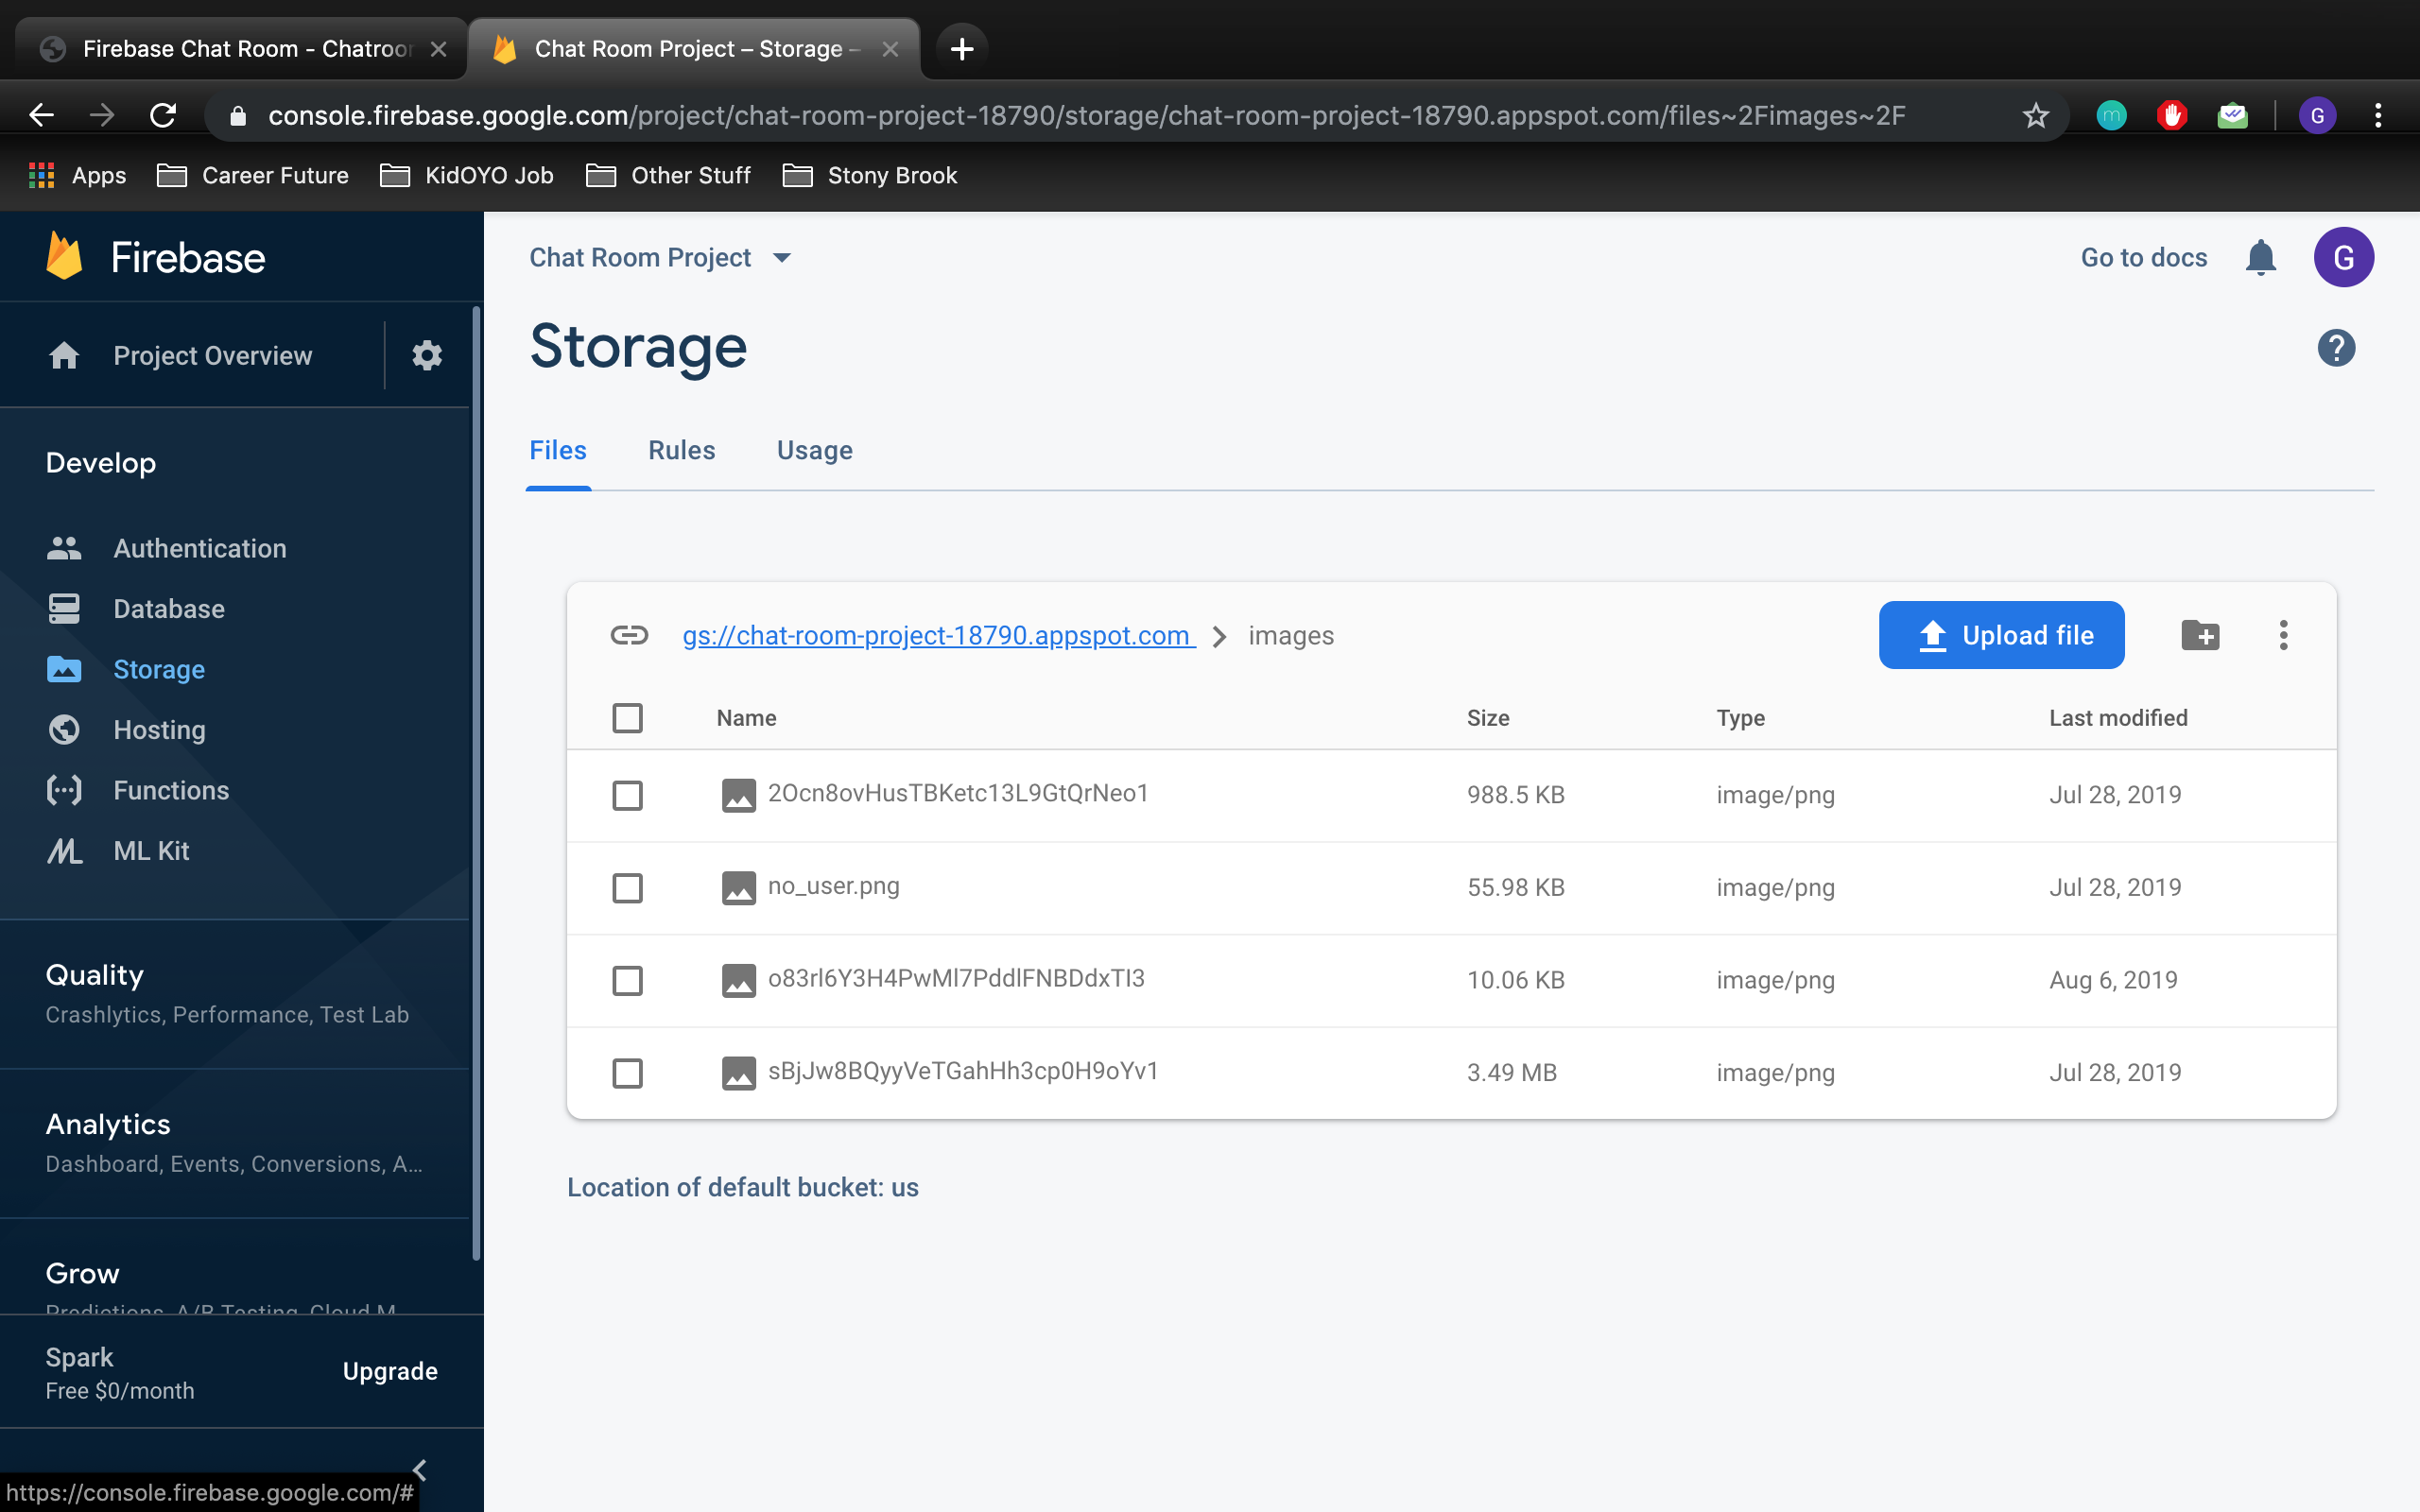 Firebase Chat Room - Chatroor
Chat Room Project – Storage –
console.firebase.google.com/project/chat-room-project-18790/storage/chat-room-project-18790.appspot.com/files~2Fimages~2F
m
G
Apps
Career Future
KidOYO Job
Other Stuff
Stony Brook
Firebase
Project Overview
Develop
Authentication
Database
Storage
Hosting
Functions
ML Kit
Quality
Crashlytics, Performance, Test Lab
Analytics
Dashboard, Events, Conversions, A...
Grow
Predictions, A/B Testing, Cloud M
Spark
Free $0/month
Upgrade
https://console.firebase.google.com/#
Chat Room Project
Go to docs
G
Storage
?
Files
Rules
Usage
gs://chat-room-project-18790.appspot.com > images
Upload file
Name Size Type Last modified
2Ocn8ovHusTBKetc13L9GtQrNeo1 988.5 KB image/png Jul 28, 2019
no_user.png 55.98 KB image/png Jul 28, 2019
o83rl6Y3H4PwMl7PddlFNBDdxTI3 10.06 KB image/png Aug 6, 2019
sBjJw8BQyyVeTGahHh3cp0H9oYv1 3.49 MB image/png Jul 28, 2019
Location of default bucket: us